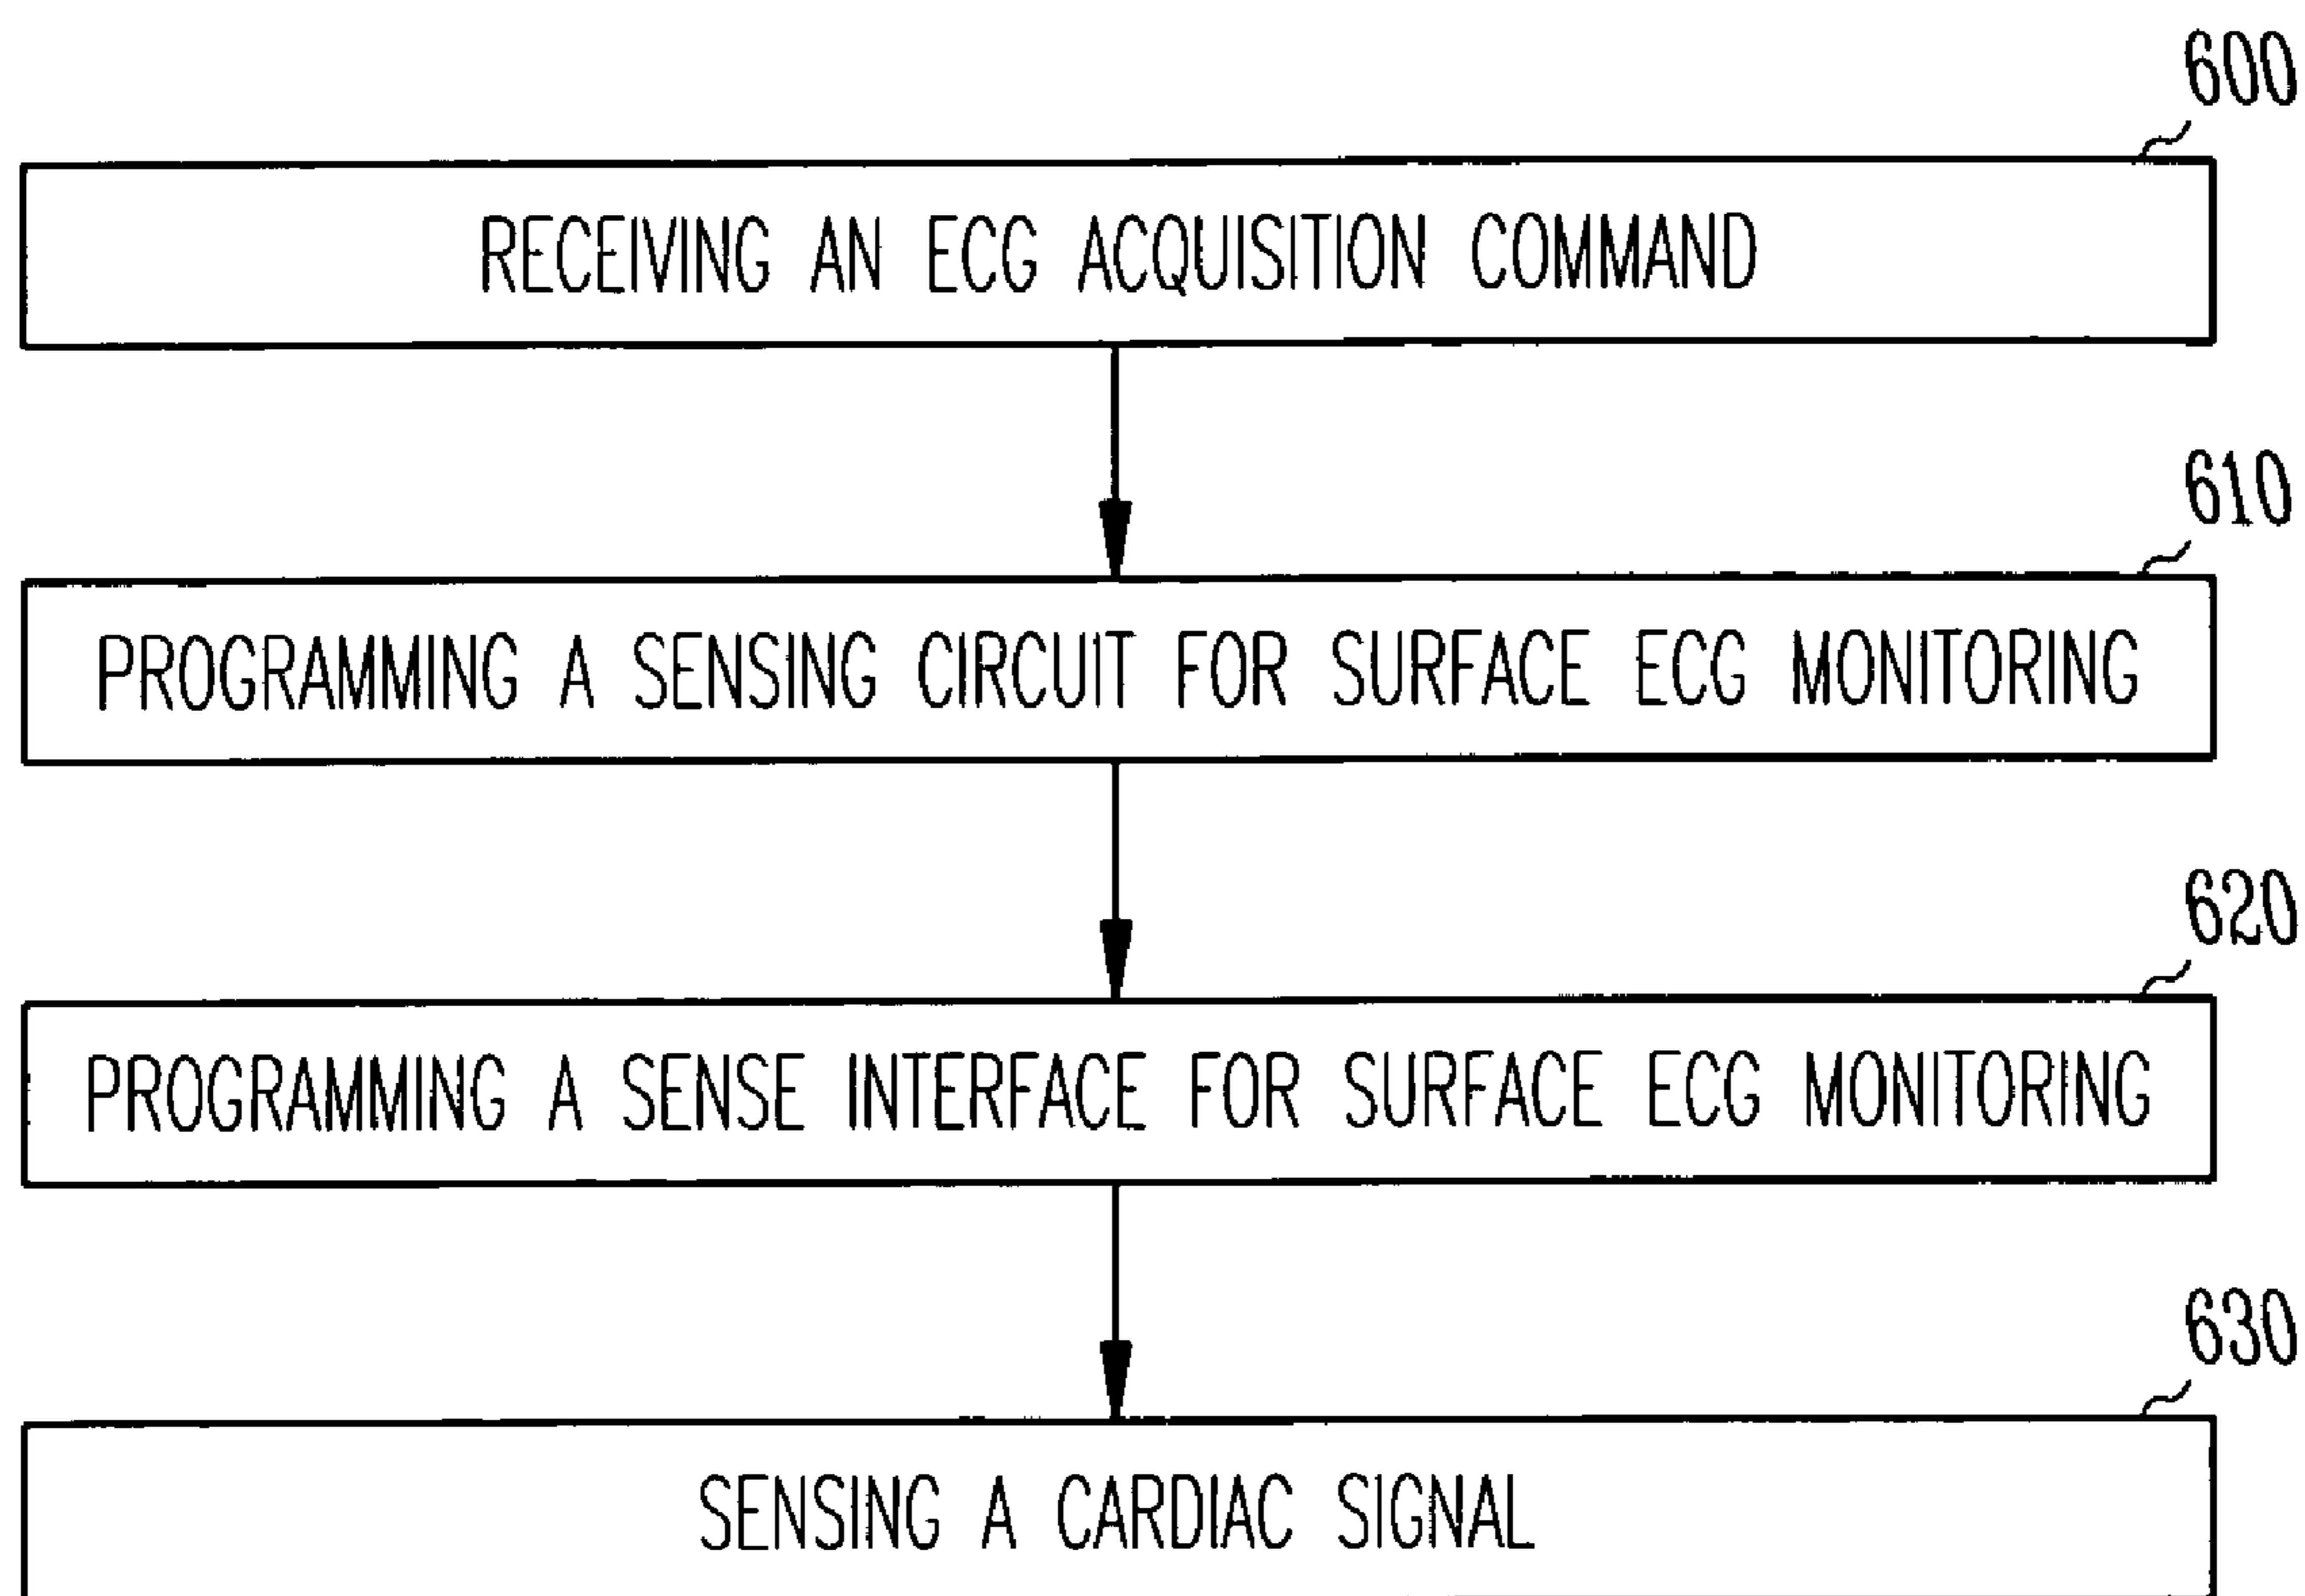 600
RECEIVING AN ECG ACQUISITION COMMAND
610
PROGRAMMING A SENSING CIRCUIT FOR SURFACE ECG MONITORING
620
PROGRAMMING A SENSE INTERFACE FOR SURFACE ECG MONITORING
630
SENSING A CARDIAC SIGNAL